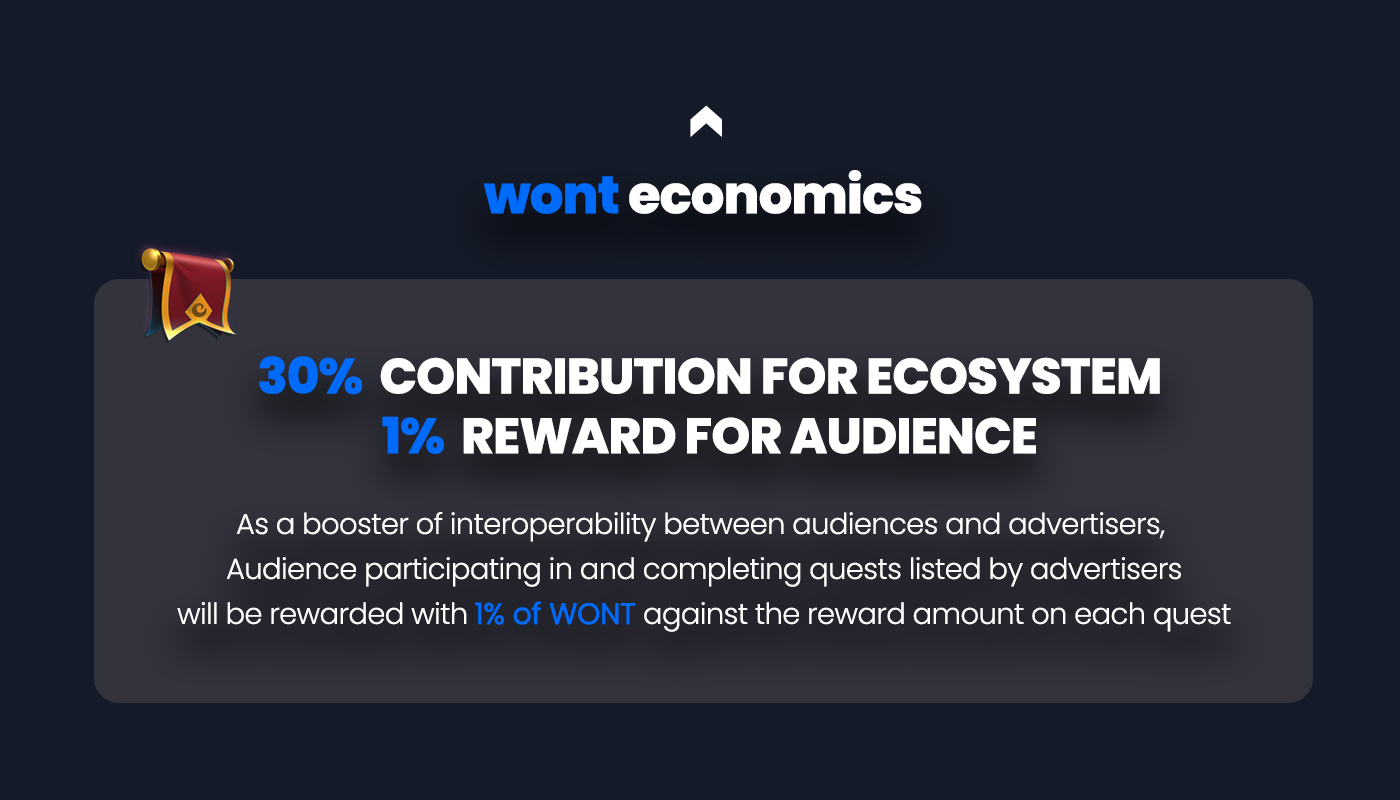 wont economics
30% CONTRIBUTION FOR ECOSYSTEM
1% REWARD FOR AUDIENCE
As a booster of interoperability between audiences and advertisers,
Audience participating in and completing quests listed by advertisers
will be rewarded with 1% of WONT against the reward amount on each quest